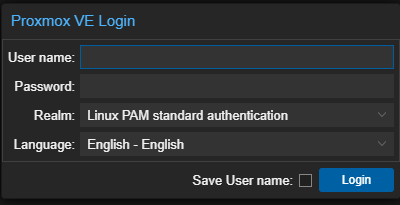 Proxmox VE Login
User name:
Password:
Realm: Linux PAM standard authentication
Language: English - English
Save User name: Login